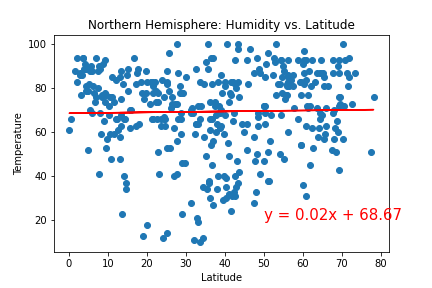 Northern Hemisphere: Humidity vs. Latitude
100
80
60
40
20
Temperature
y = 0.02x + 68.67
0 10 20 30 40 50 60 70 80
Latitude